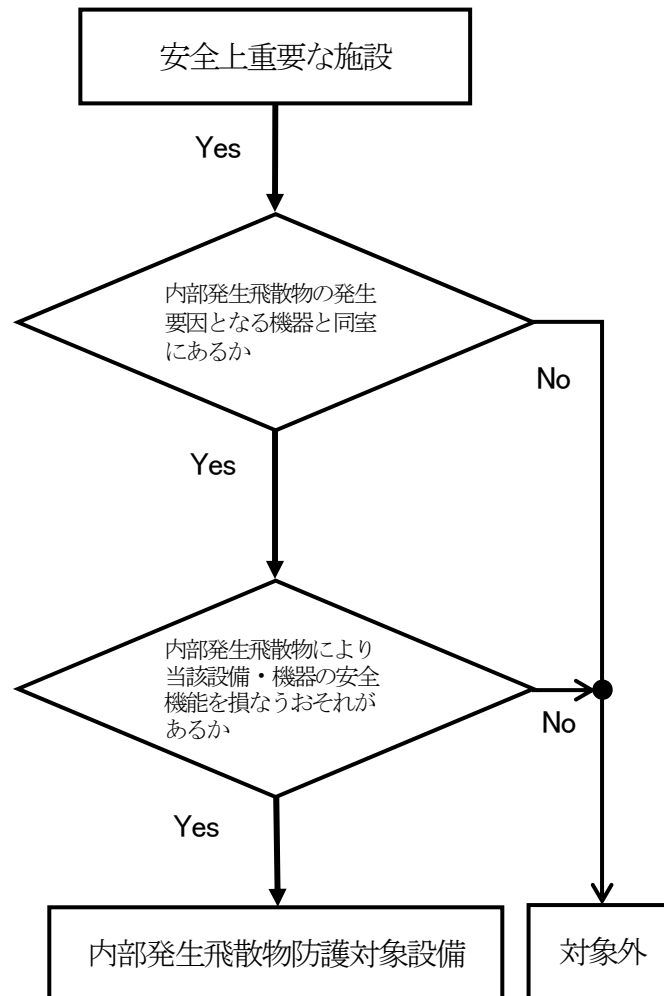 安全上重要な施設
Yes
内部発生飛散物の発生
要因となる機器と同室
にあるか
No
Yes
内部発生飛散物により
当該設備・機器の安全
機能を損なうおそれが
あるか
No
Yes
内部発生飛散物防護対象設備
対象外